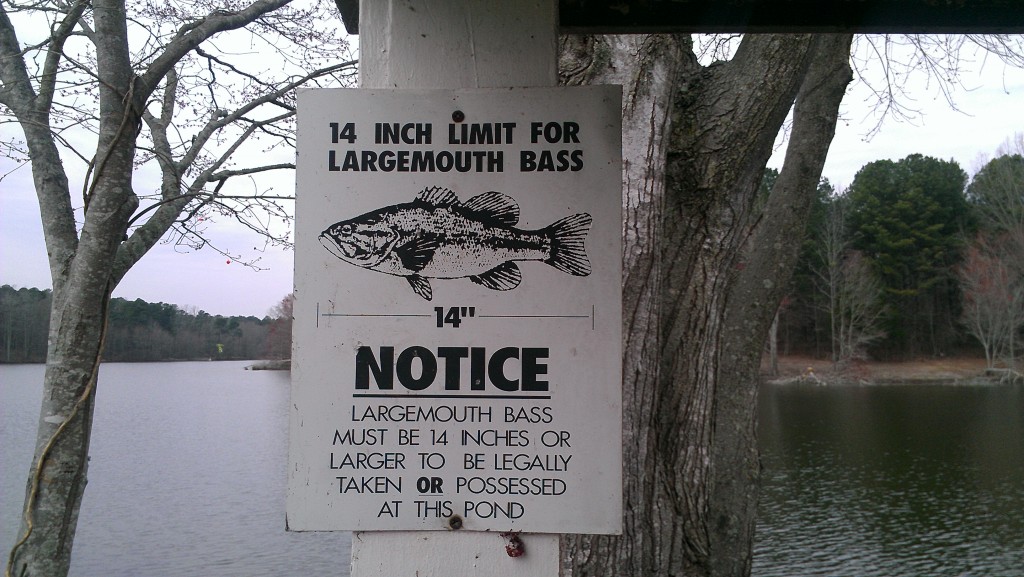 14 INCH LIMIT FOR
LARGEMOUTH BASS
14"
NOTICE
LARGEMOUTH BASS
MUST BE 14 INCHES OR
LARGER TO BE LEGALLY
TAKEN OR POSSESSED
AT THIS POND